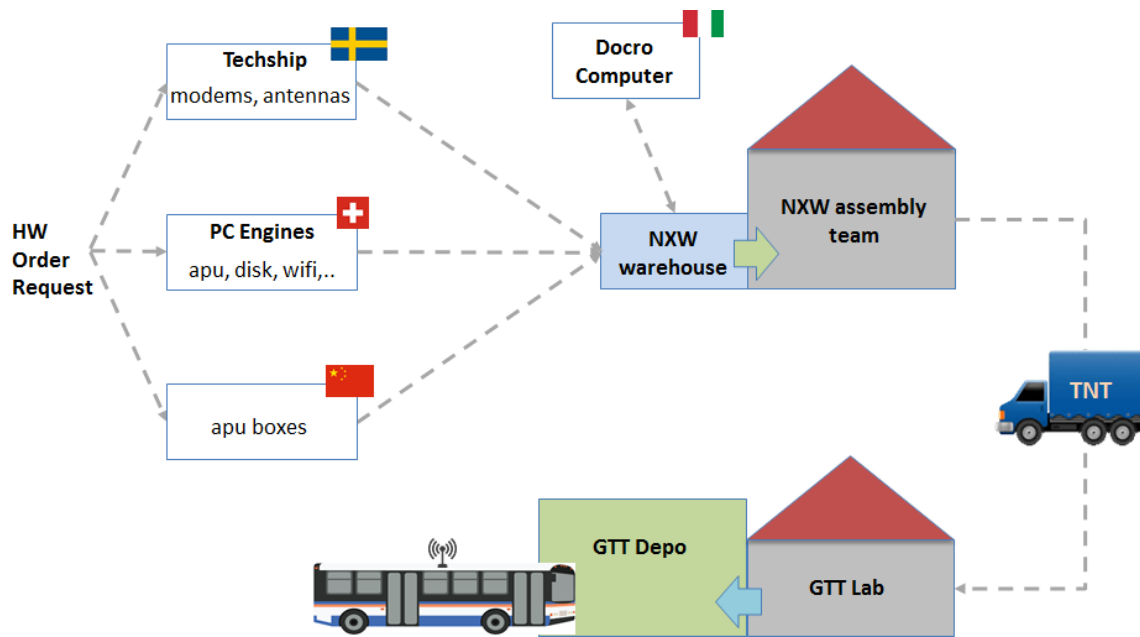 Techship
modems, antennas
Docro
Computer
HW
Order
Request
PC Engines
apu, disk, wifi,..
NXW
warehouse
NXW assembly
team
apu boxes
TNT
GTT Depo
GTT Lab